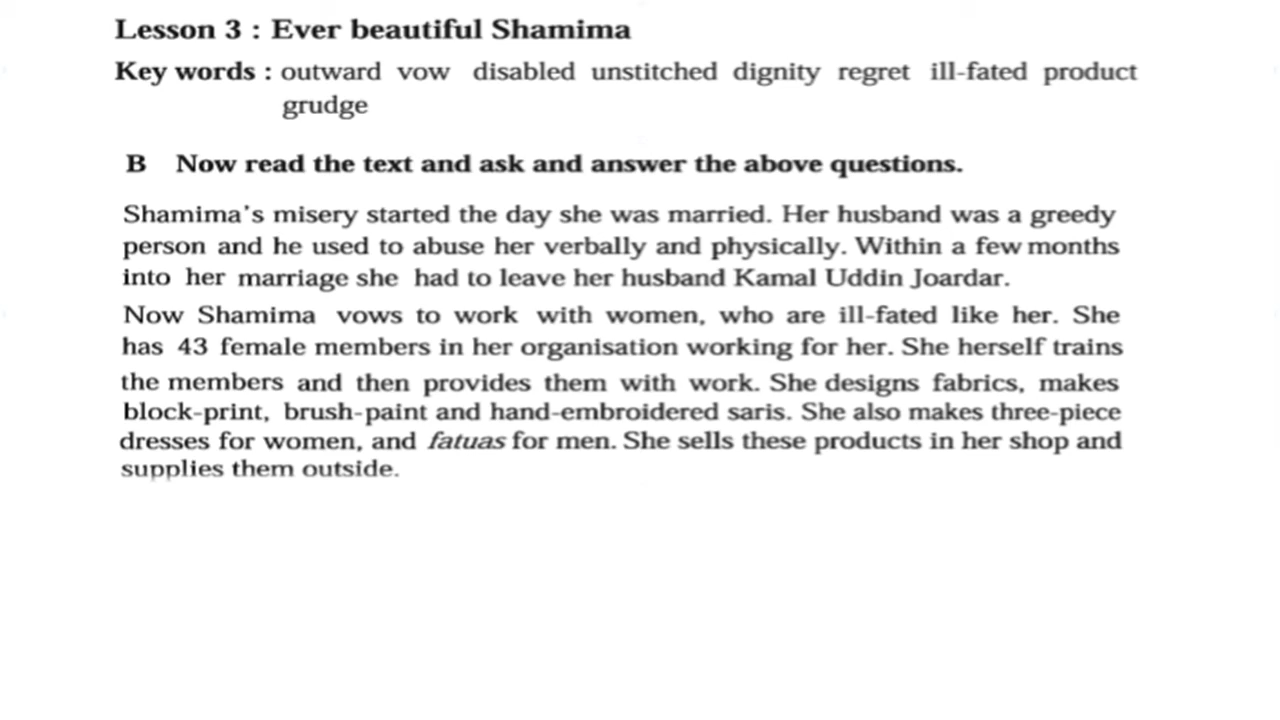 Lesson 3 : Ever beautiful Shamima
Key words : outward vow disabled unstitched dignity regret ill-fated product
grudge
B Now read the text and ask and answer the above questions.
Shamima's misery started the day she was married. Her husband was a greedy
person and he used to abuse her verbally and physically. Within a few months
into her marriage she had to leave her husband Kamal Uddin Joardar.
Now Shamima vows to work with women, who are ill-fated like her. She
has 43 female members in her organisation working for her. She herself trains
the members and then provides them with work. She designs fabrics, makes
block-print, brush-paint and hand-embroidered saris. She also makes three-piece
dresses for women, and fatuas for men. She sells these products in her shop and
supplies them outside.